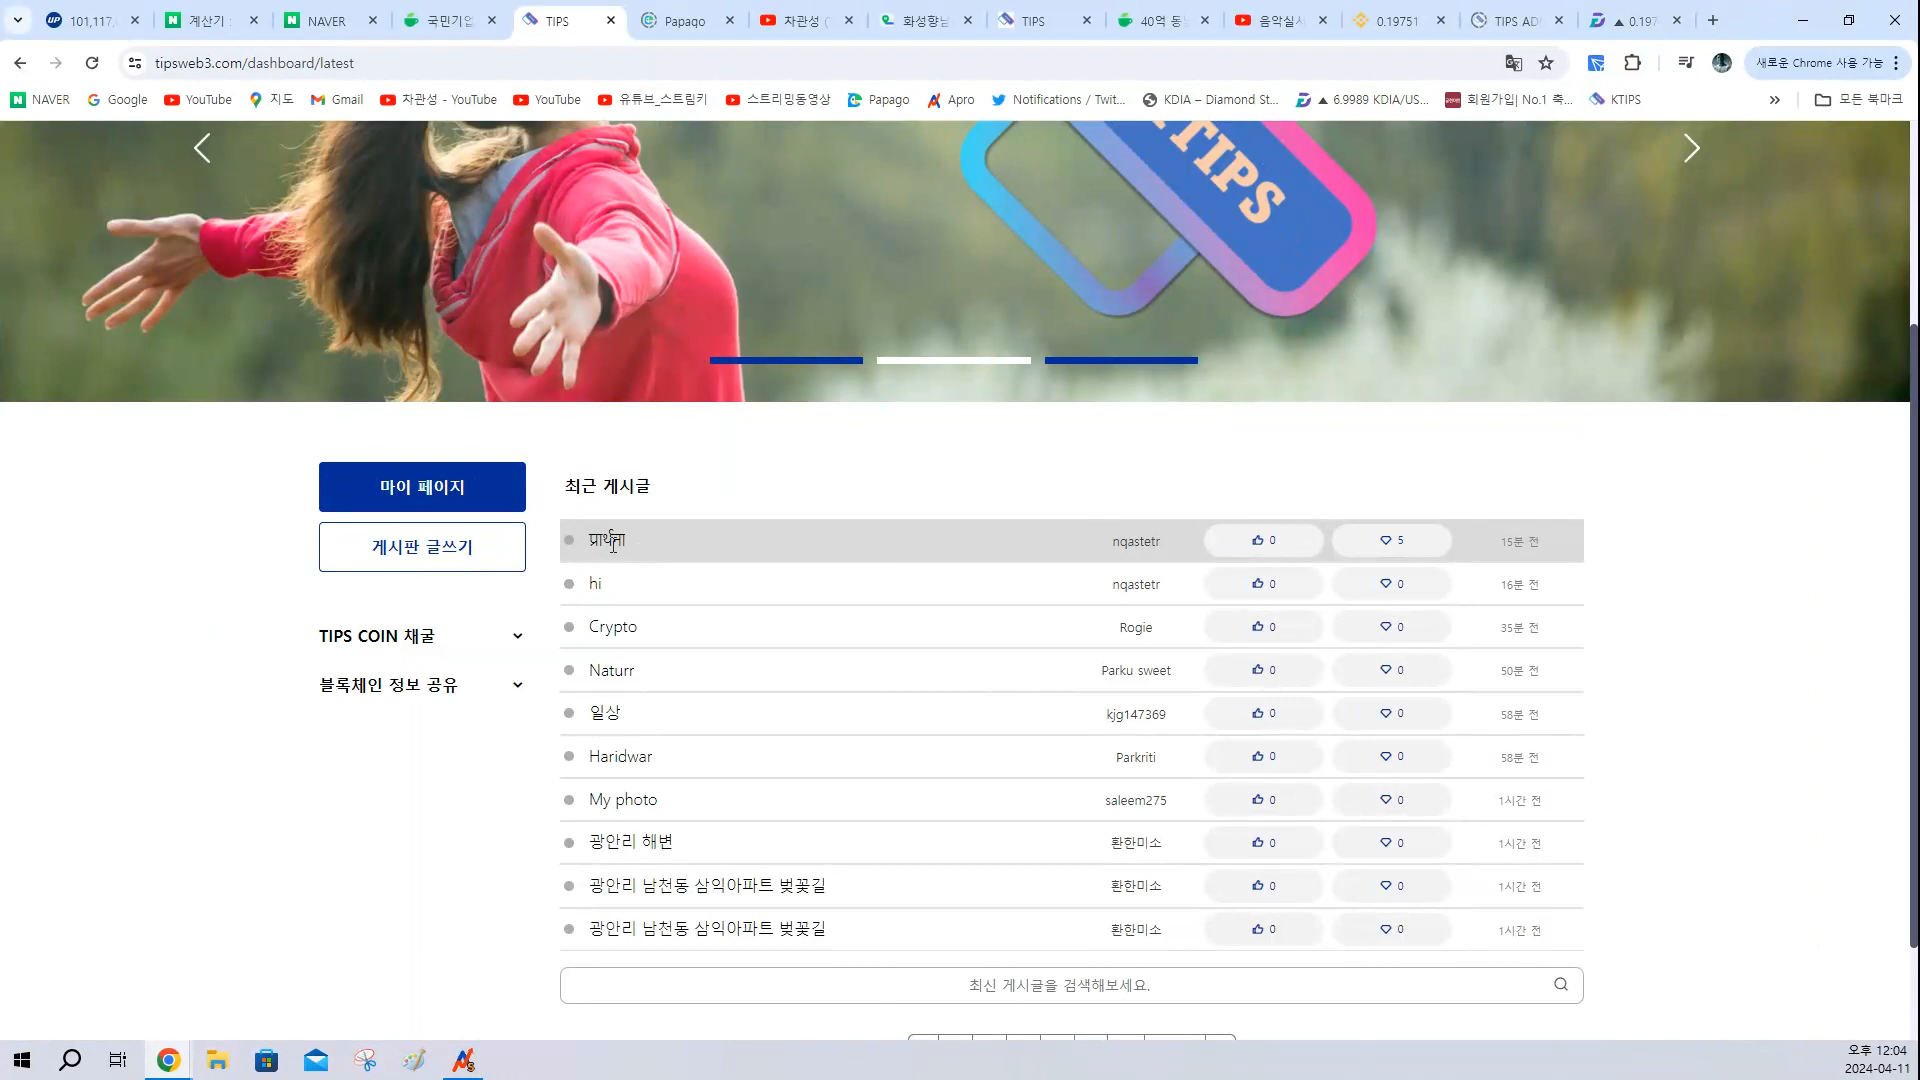 101,117.
계산기 :
NAVER
국민기업
TIPS
Papago
차관성 (
화성향남
TIPS
40억 동
음악실시
0.19751
TIPS AD
▲ 0.197
tipsweb3.com/dashboard/latest
새로운 Chrome 사용 가능
NAVER
Google
YouTube
지도
Gmail
차관성 - YouTube
YouTube
유튜브_스트림키
스트리밍동영상
Papago
Apro
Notifications / Twit...
KDIA – Diamond St...
▲ 6.9989 KDIA/US...
회원가입| No.1 축...
KTIPS
모든 북마크
TIPS
마이 페이지
게시판 글쓰기
TIPS COIN 채굴
블록체인 정보 공유
최근 게시글
प्रार्थना nqastetr 0 5 15분 전
hi nqastetr 0 0 16분 전
Crypto Rogie 0 0 35분 전
Naturr Parku sweet 0 0 50분 전
일상 kjg147369 0 0 58분 전
Haridwar Parkriti 0 0 58분 전
My photo saleem275 0 0 1시간 전
광안리 해변 환한미소 0 0 1시간 전
광안리 남천동 삼익아파트 벚꽃길 환한미소 0 0 1시간 전
광안리 남천동 삼익아파트 벚꽃길 환한미소 0 0 1시간 전
최신 게시글을 검색해보세요.
오후 12:04
2024-04-11